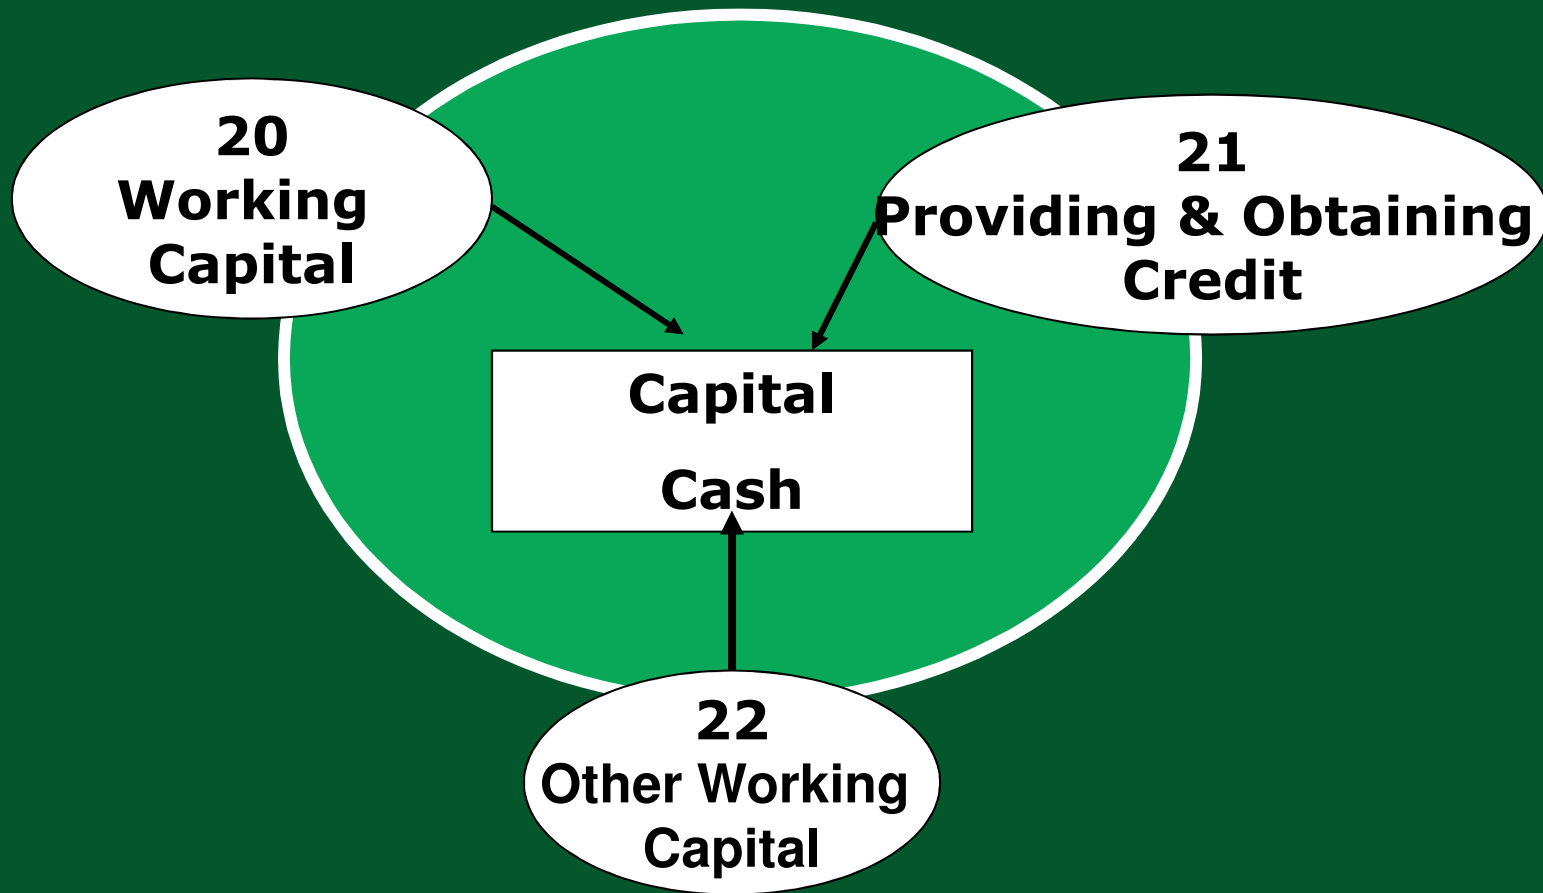 20
Working
Capital
21
Providing & Obtaining
Credit
Capital
Cash
22
Other Working
Capital